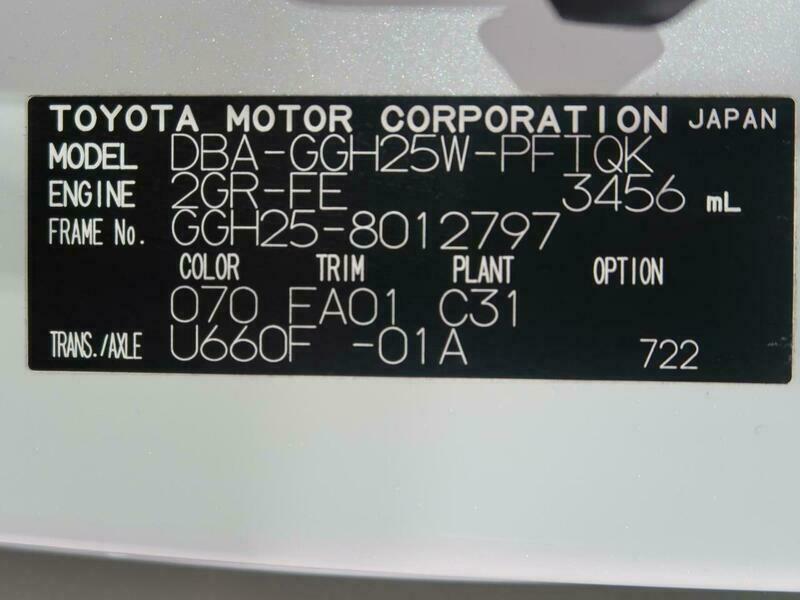 TOYOTA MOTOR CORPORATION JAPAN
MODEL DBA-GGH25W-PFTQK
ENGINE 2GR-FE 3456 mL
FRAME No. GGH25-8012797
COLOR TRIM PLANT OPTION
070 FA01 C31
TRANS./AXLE U660F -01A 722